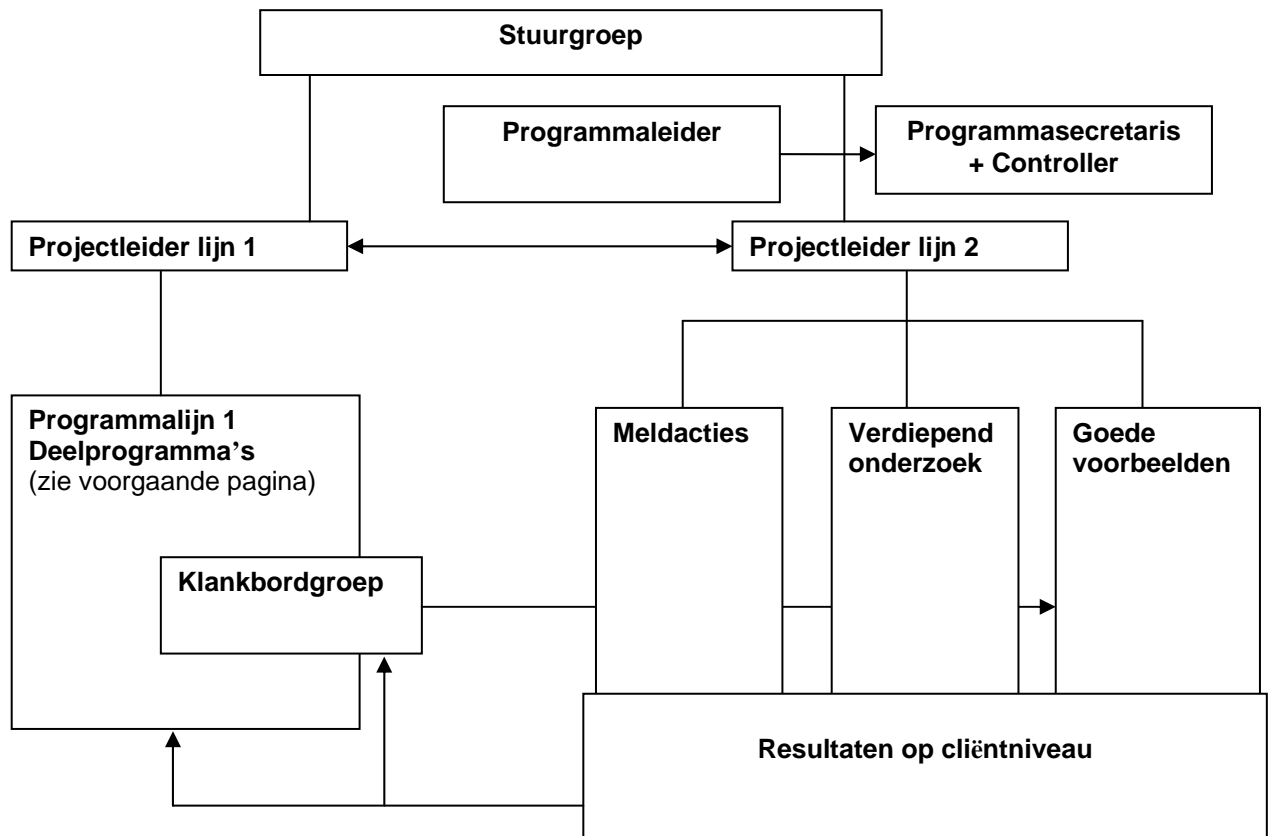 Stuurgroep
Programmaleider
Programmasecretaris
+ Controller
Projectleider lijn 1
Projectleider lijn 2
Programmalijn 1
Deelprogramma’s
(zie voorgaande pagina)
Meldacties
Verdiepend
onderzoek
Goede
voorbeelden
Klankbordgroep
Resultaten op cliëntniveau